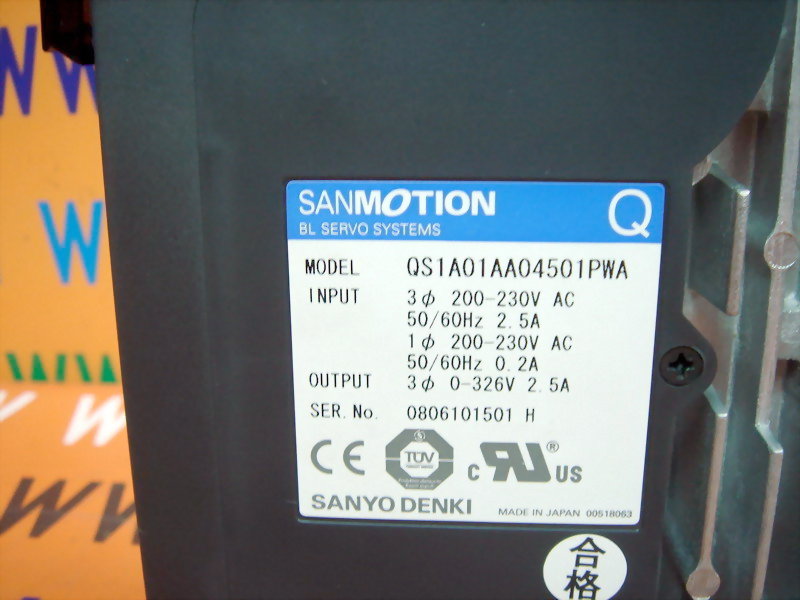 SANMOTION Q
BL SERVO SYSTEMS
MODEL QS1A01AA04501PWA
INPUT 3φ 200-230V AC
50/60Hz 2.5A
1φ 200-230V AC
50/60Hz 0.2A
OUTPUT 3φ 0-326V 2.5A
SER.No. 0806101501 H
CE TÜV c RU ® US
SANYO DENKI MADE IN JAPAN 00518063
合
格